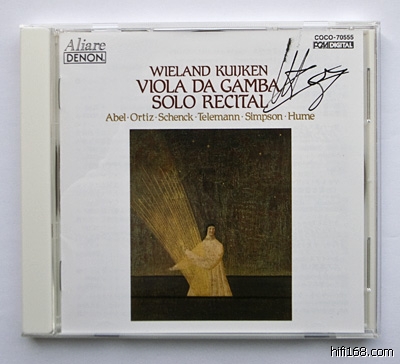 Aliare
DENON
COCO-70555
PCM DIGITAL
WIELAND KUIJKEN
VIOLA DA GAMBA
SOLO RECITAL
Abel·Ortiz·Schenck·Telemann·Simpson·Hume
hifi168.com